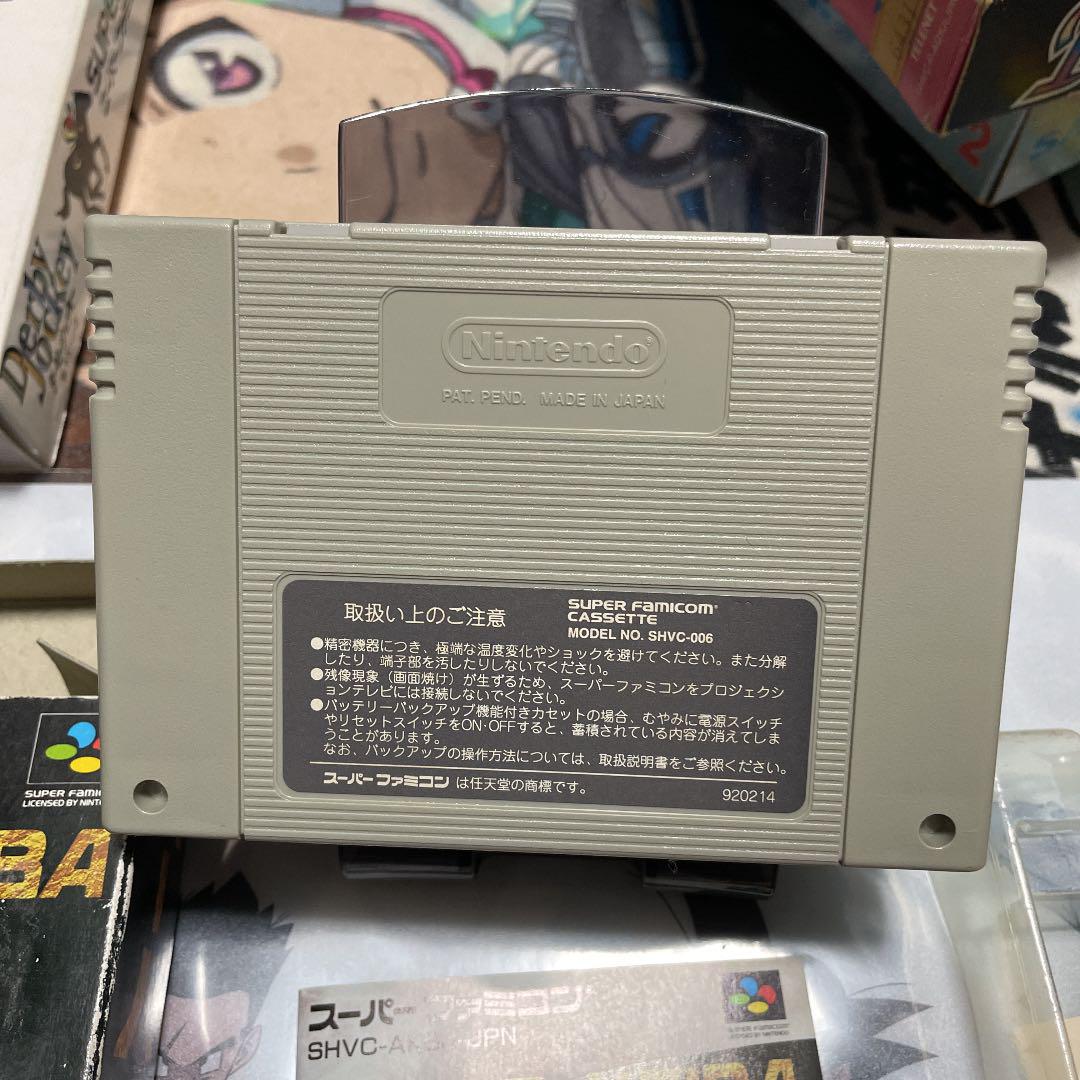 SUPER
Derby
Jockey
TELENET
2
Nintendo
PAT. PEND. MADE IN JAPAN
取扱い上のご注意
SUPER FAMICOM
CASSETTE
MODEL NO. SHVC-006
●精密機器につき、極端な温度変化やショックを避けてください。また分解
したり、端子部を汚したりしないでください。
●残像現象(画面焼け)が生ずるため、スーパーファミコンをプロジェクシ
ョンテレビには接続しないでください。
●バッテリーバックアップ機能付きカセットの場合、むやみに電源スイッチ
やリセットスイッチをON・OFFすると、蓄積されている内容が消えてしま
うことがあります。
なお、バックアップの操作方法については、取扱説明書をご参照ください。
スーパーファミコンは任天堂の商標です。
920214
SUPER FAMI
LICENSED BY NINT
BA
スーパーファミコン
SUPER FAMICOM
JPN